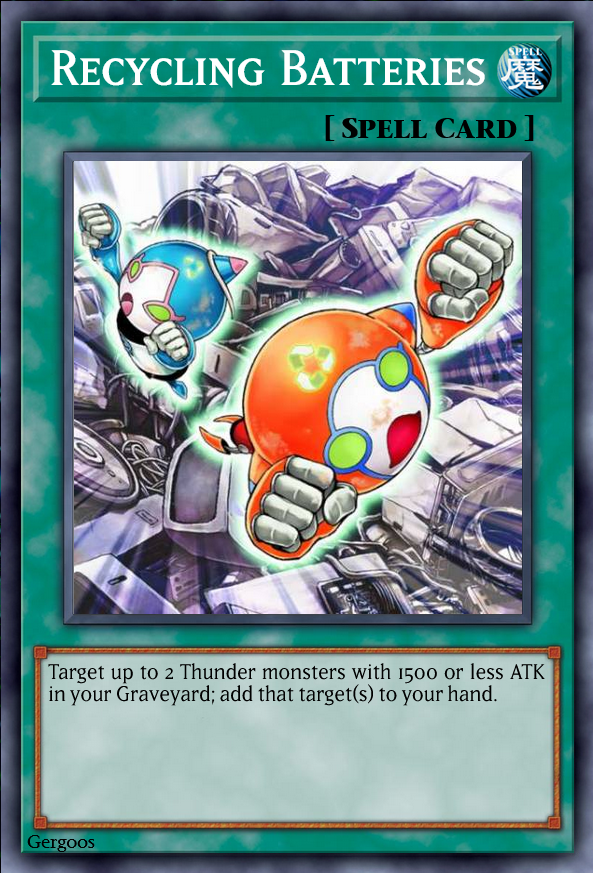 Recycling Batteries
SPELL
魔
[ Spell Card ]
Target up to 2 Thunder monsters with 1500 or less ATK
in your Graveyard; add that target(s) to your hand.
Gergoos